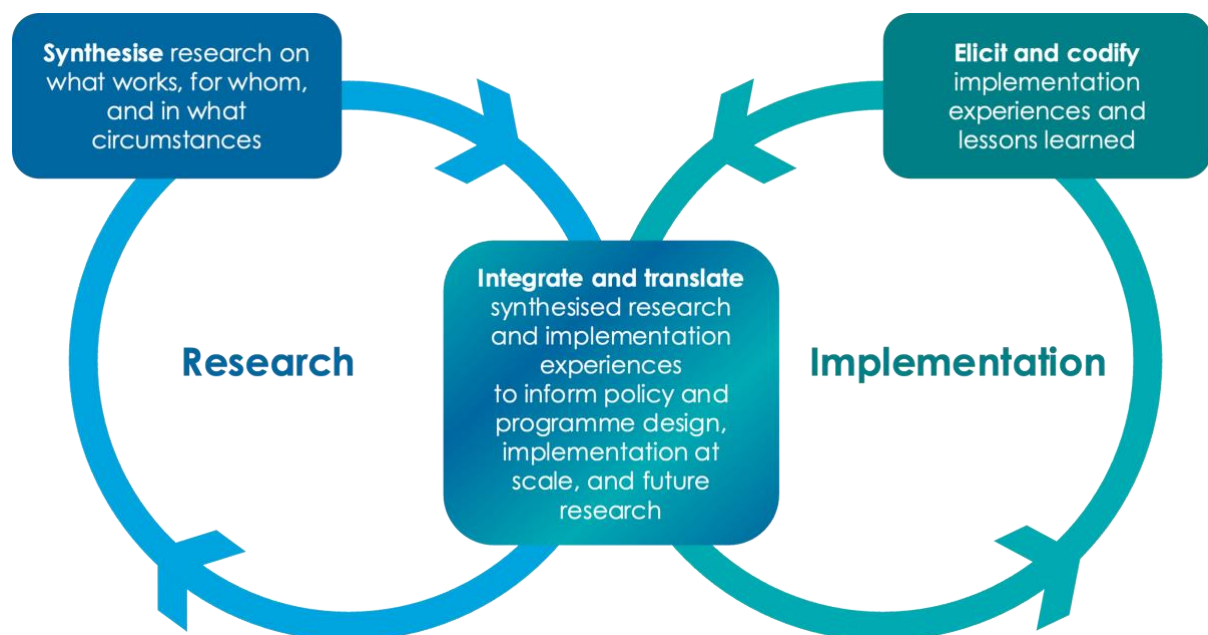 Synthesise research on
what works, for whom,
and in what
circumstances
Elicit and codify
implementation
experiences and
lessons learned
Integrate and translate
synthesised research
and implementation
experiences
to inform policy and
programme design,
implementation at
scale, and future
research
Research
Implementation